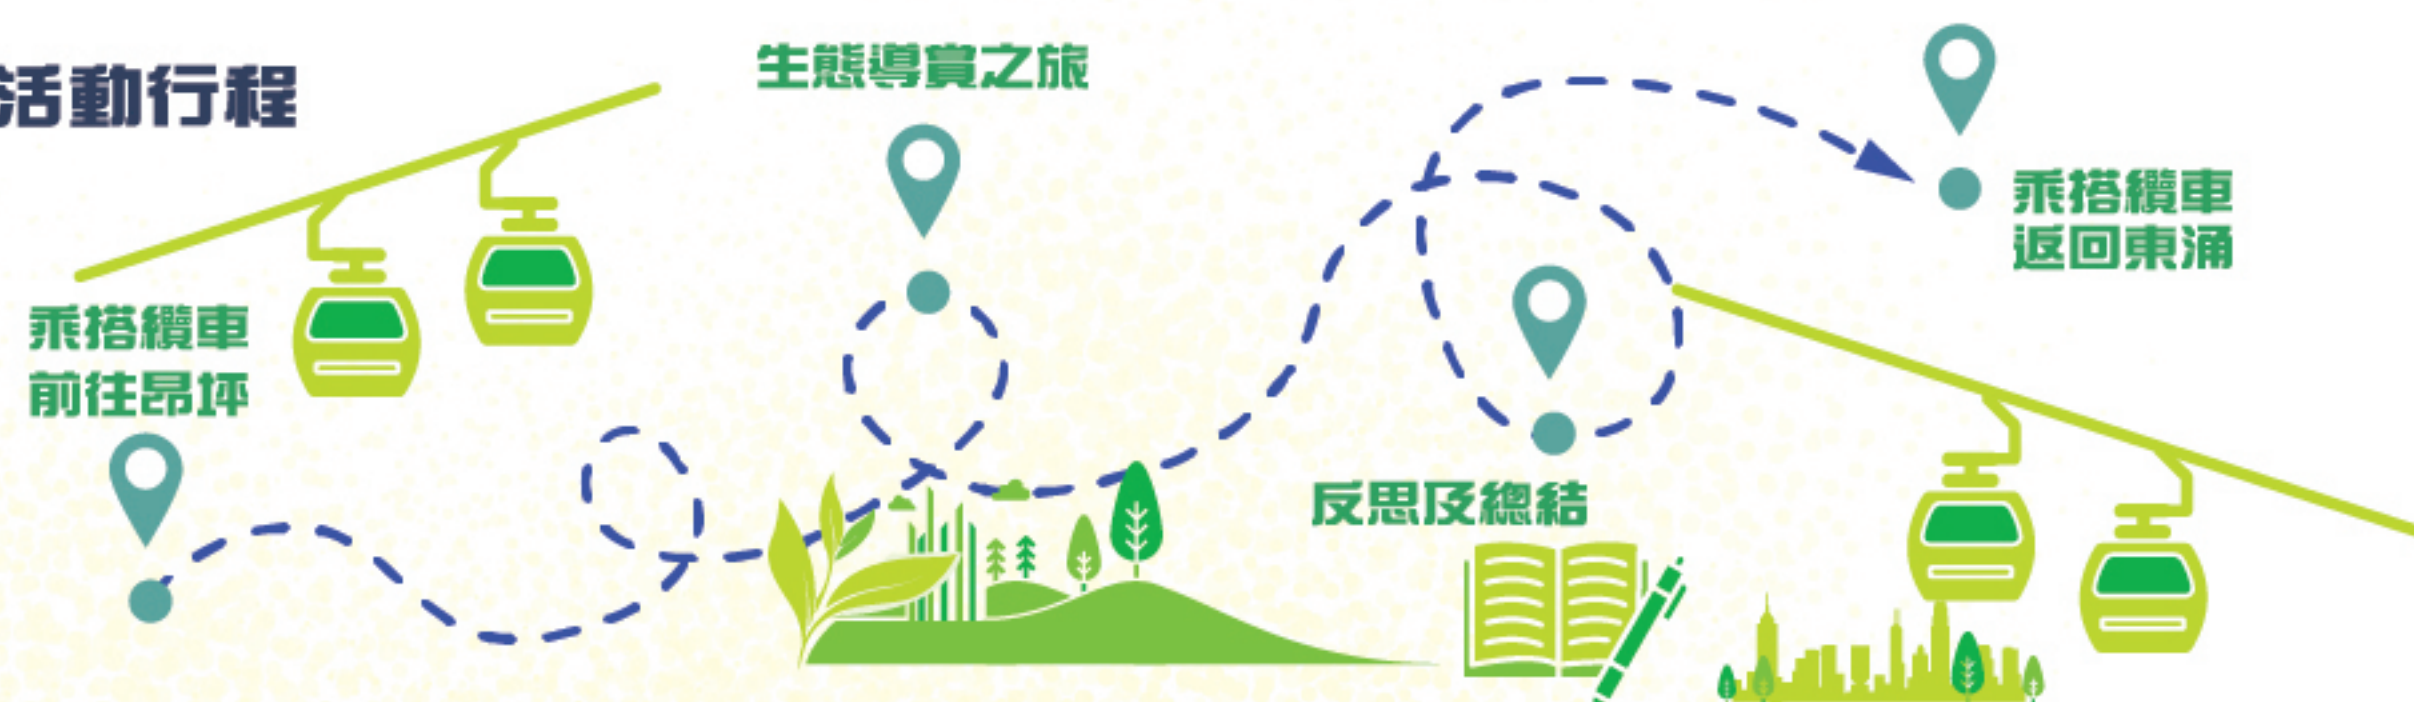 活動行程
乘搭纜車
前往昂坪
生態導賞之旅
反思及總結
乘搭纜車
返回東涌